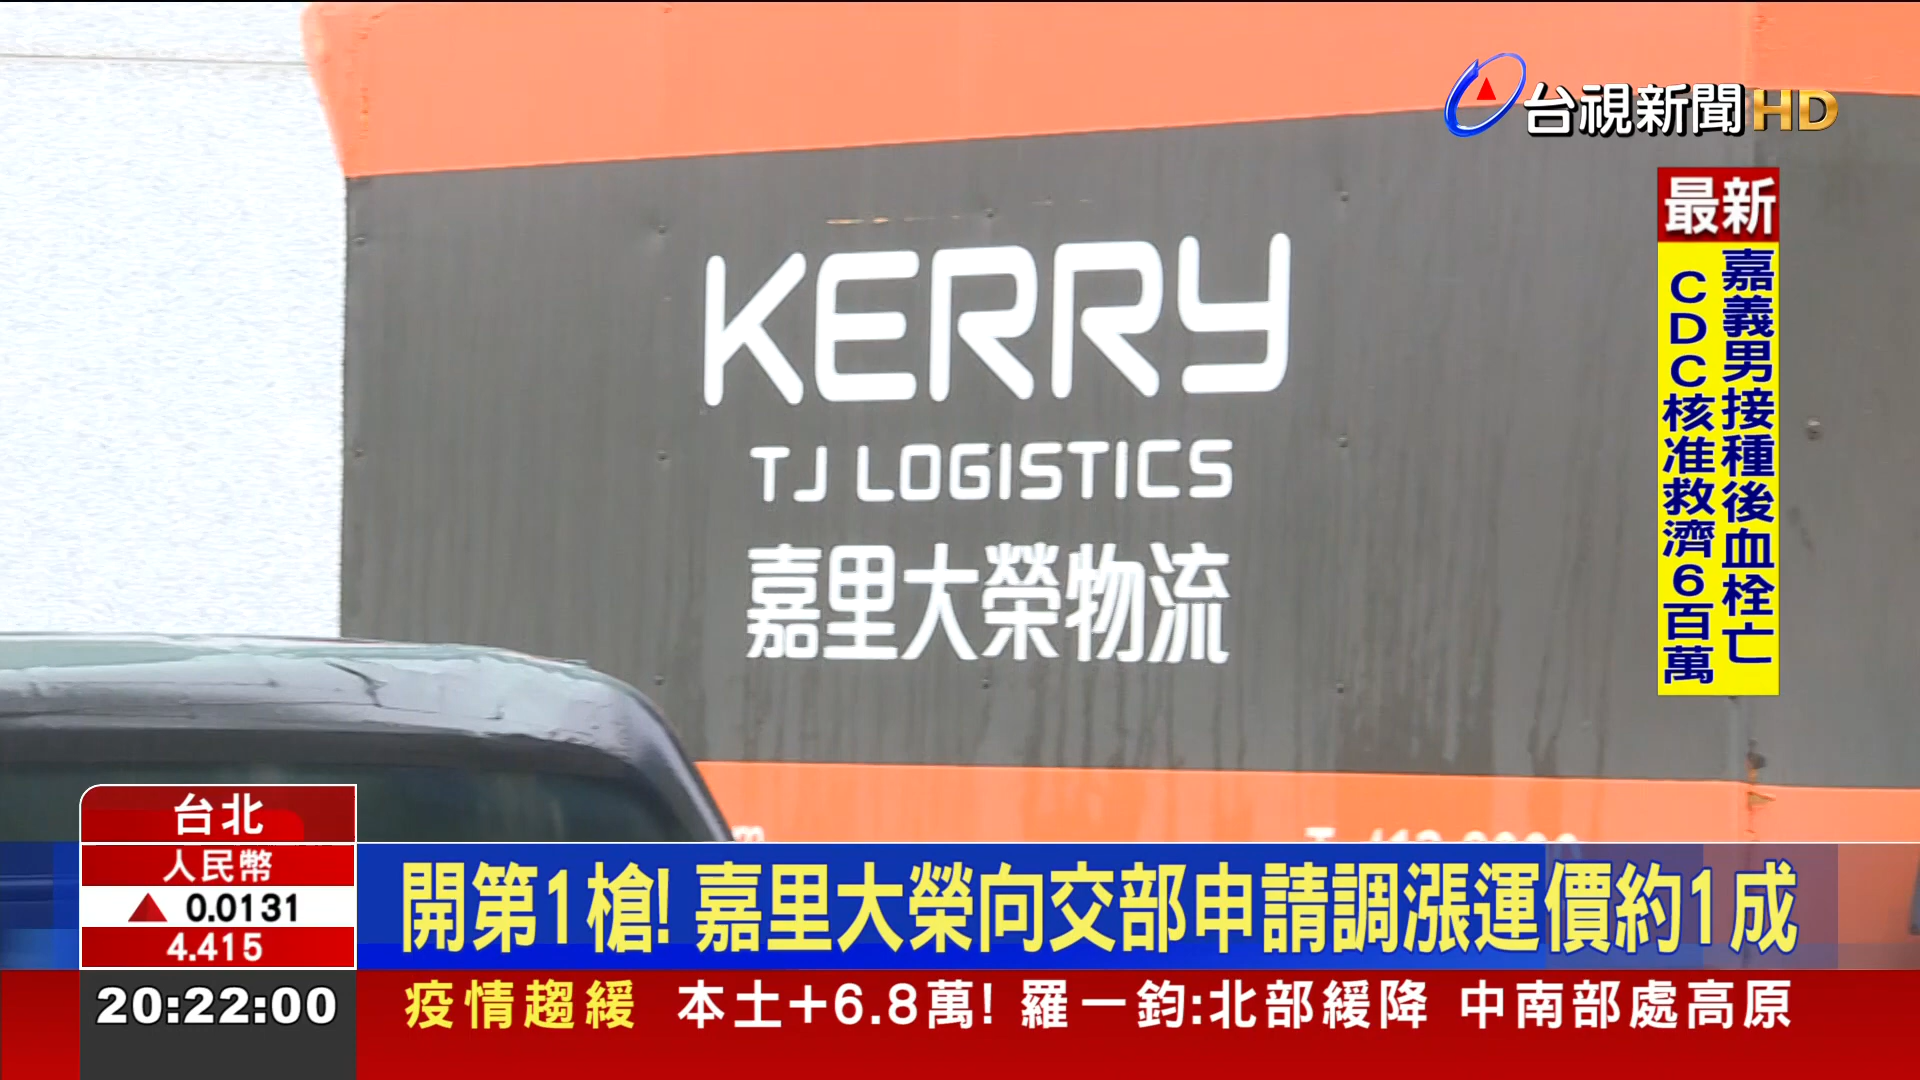 台視新聞HD
最新
嘉義男接種後血栓亡
CDC核准救濟6百萬
KERRY
TJ LOGISTICS
嘉里大榮物流
台北
人民幣
▲ 0.0131
4.415
20:22:00
開第1槍! 嘉里大榮向交部申請調漲運價約1成
疫情趨緩 本土+6.8萬! 羅一鈞:北部緩降 中南部處高原